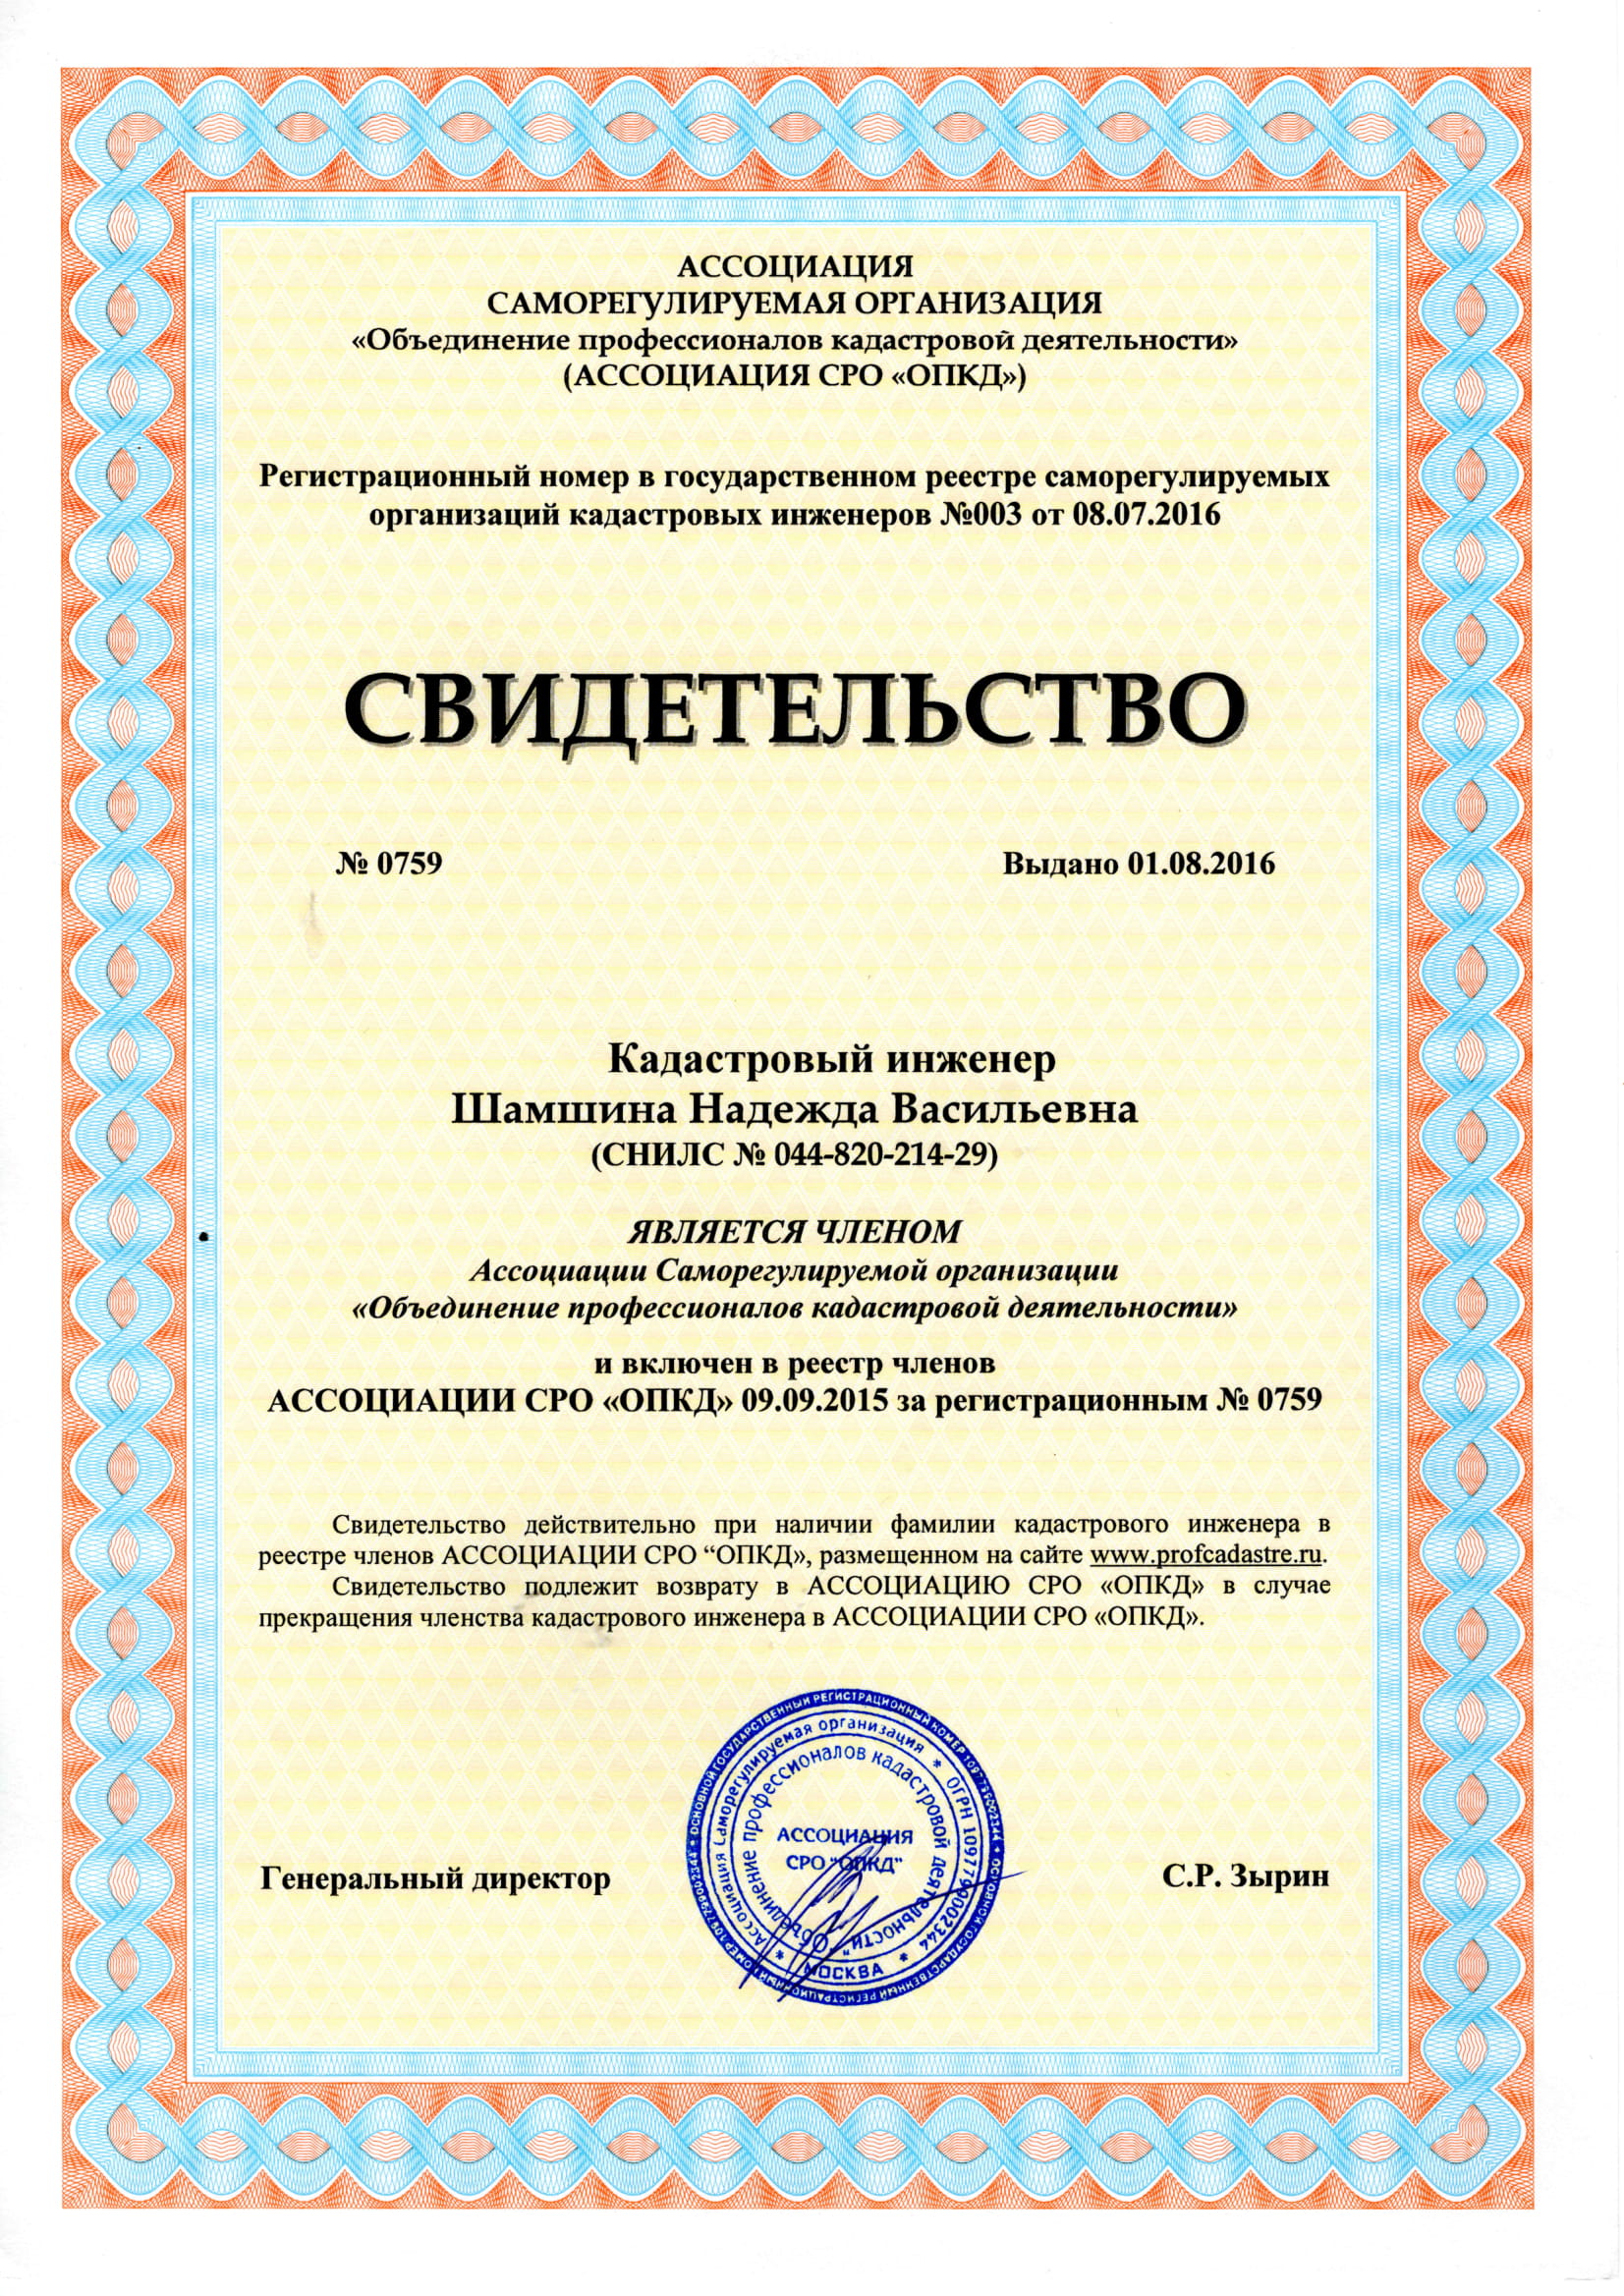 АССОЦИАЦИЯ
САМОРЕГУЛИРУЕМАЯ ОРГАНИЗАЦИЯ
«Объединение профессионалов кадастровой деятельности»
(АССОЦИАЦИЯ СРО «ОПКД»)
Регистрационный номер в государственном реестре саморегулируемых
организаций кадастровых инженеров №003 от 08.07.2016
СВИДЕТЕЛЬСТВО
№ 0759
Выдано 01.08.2016
Кадастровый инженер
Шамшина Надежда Васильевна
(СНИЛС № 044-820-214-29)
ЯВЛЯЕТСЯ ЧЛЕНОМ
Ассоциации Саморегулируемой организации
«Объединение профессионалов кадастровой деятельности»
и включен в реестр членов
АССОЦИАЦИИ СРО «ОПКД» 09.09.2015 за регистрационным № 0759
Свидетельство действительно при наличии фамилии кадастрового инженера в
реестре членов АССОЦИАЦИИ СРО “ОПКД», размещенном на сайте www.profcadastre.ru.
Свидетельство подлежит возврату в АССОЦИАЦИЮ СРО «ОПКД» в случае
прекращения членства кадастрового инженера в АССОЦИАЦИИ СРО «ОПКД».
Генеральный директор
С.Р. Зырин
ОСНОВНОЙ ГОСУДАРСТВЕННЫЙ РЕГИСТРАЦИОННЫЙ НОМЕР 1097799002344
Ассоциация Саморегулируемая организация * ОГРН 1097799002344 *
"Объединение профессионалов кадастровой деятельности"
АССОЦИАЦИЯ
СРО "ОПКД"
МОСКВА